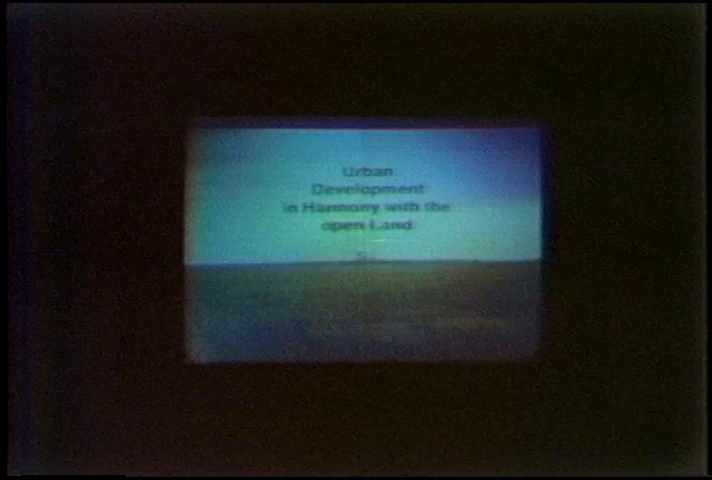 Urban
Development
in Harmony with the
open Land